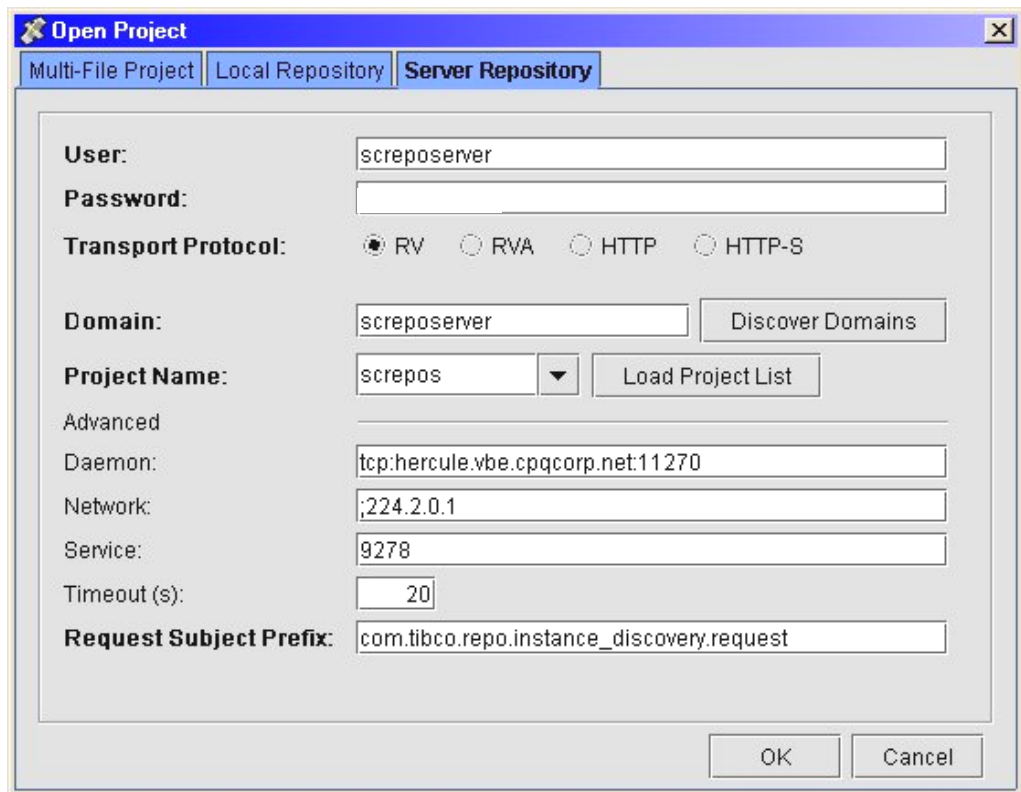 Open Project
Multi-File Project Local Repository Server Repository
User: screposerver
Password:
Transport Protocol: RV RVA HTTP HTTP-S
Domain: screposerver Discover Domains
Project Name: screpos Load Project List
Advanced
Daemon: tcp:hercule.vbe.cpqcorp.net:11270
Network: ;224.2.0.1
Service: 9278
Timeout (s): 20
Request Subject Prefix: com.tibco.repo.instance_discovery.request
OK Cancel